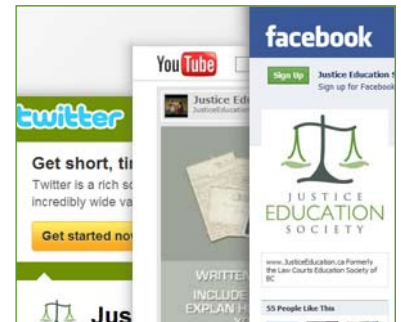 twitter
Get short, ti
Twitter is a rich so
incredibly wide va
Get started now
Jus
You Tube
Justice Edu
WRITTEN
INCLUDE
EXPLAIN H
facebook
Sign Up
Justice Education S
Sign up for Facebook
JUSTICE
EDUCATION
SOCIETY
www.JusticeEducation.ca Formerly
the Law Courts Education Society of
BC
55 People Like This